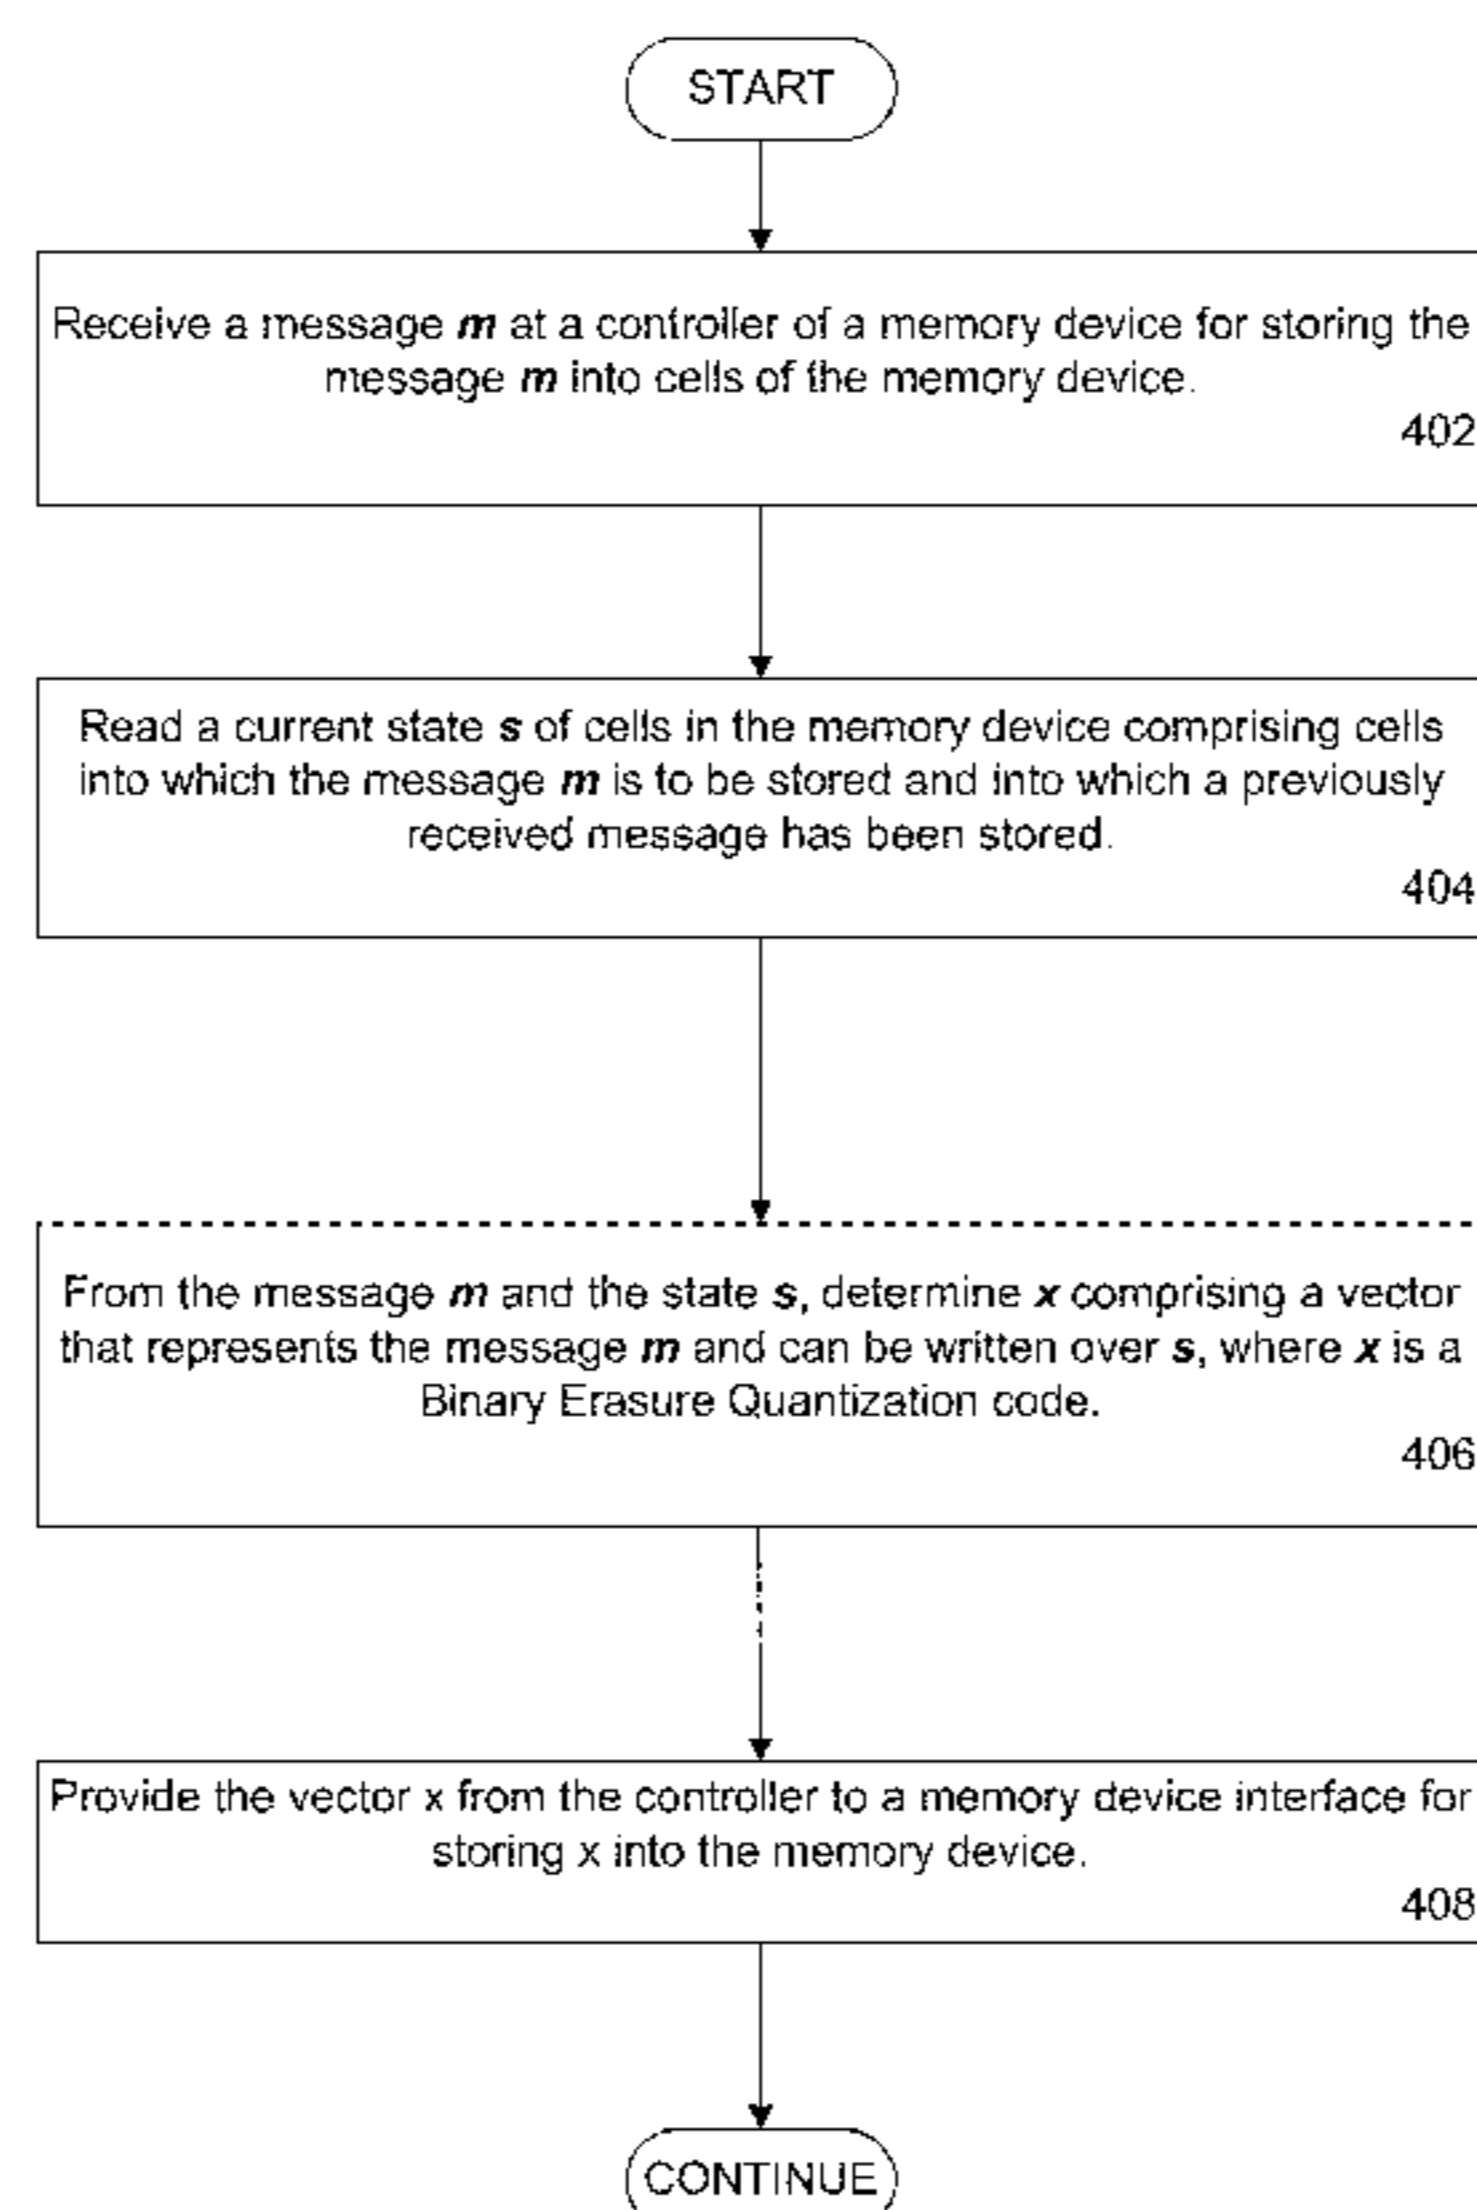 START
Receive a message m at a controller of a memory device for storing the
message m into cells of the memory device.
402
Read a current state s of cells in the memory device comprising cells
into which the message m is to be stored and into which a previously
received message has been stored.
404
From the message m and the state s, determine x comprising a vector
that represents the message m and can be written over s, where x is a
Binary Erasure Quantization code.
406
Provide the vector x from the controller to a memory device interface for
storing x into the memory device.
408
CONTINUE